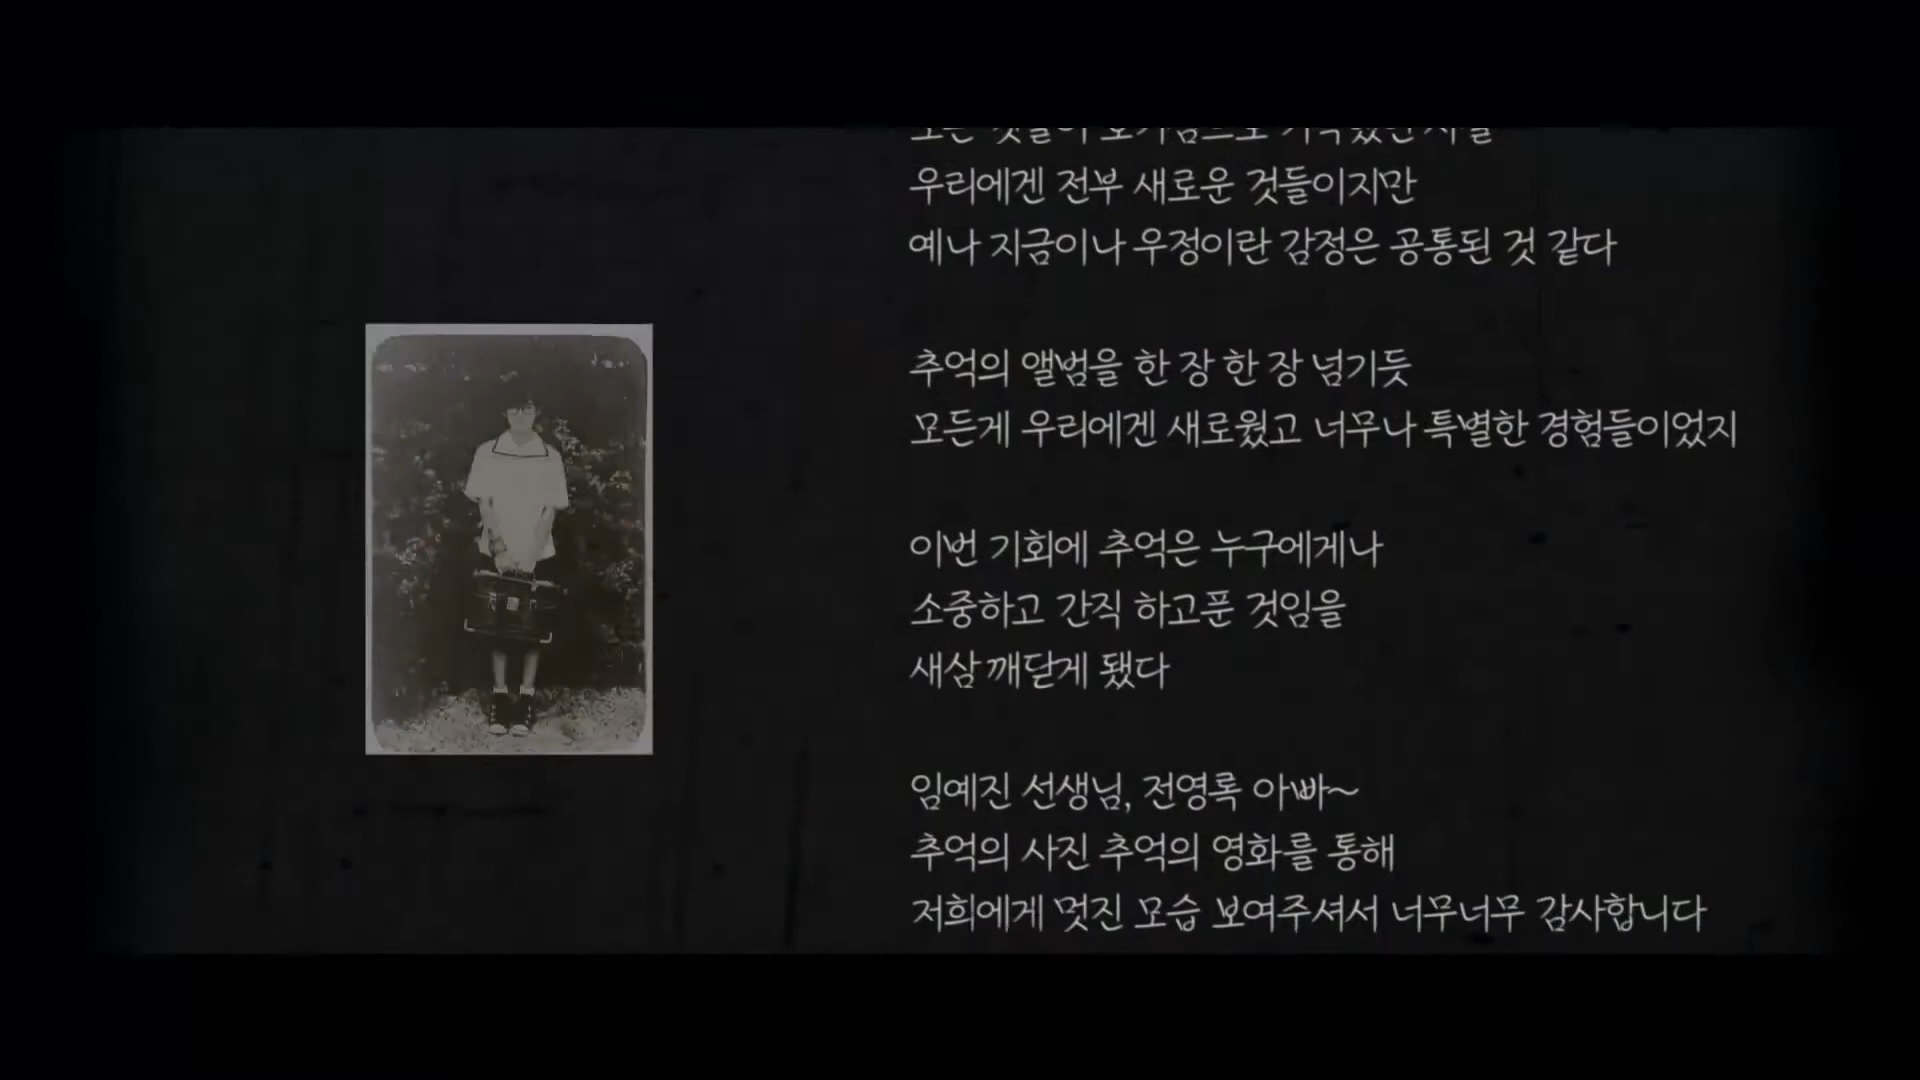 우리에겐 전부 새로운 것들이지만
예나 지금이나 우정이란 감정은 공통된 것 같다
추억의 앨범을 한 장 한 장 넘기듯
모든게 우리에겐 새로웠고 너무나 특별한 경험들이었지
이번 기회에 추억은 누구에게나
소중하고 간직 하고푼 것임을
새삼 깨닫게 됐다
임예진 선생님, 전영록 아빠~
추억의 사진 추억의 영화를 통해
저희에게 멋진 모습 보여주셔서 너무너무 감사합니다